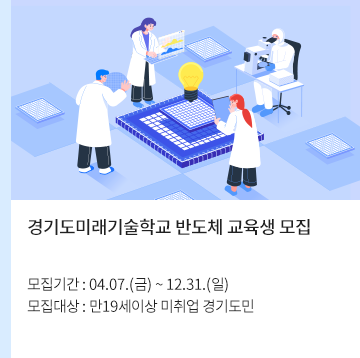 경기도미래기술학교 반도체 교육생 모집
모집기간 : 04.07.(금) ~ 12.31.(일)
모집대상 : 만19세이상 미취업 경기도민